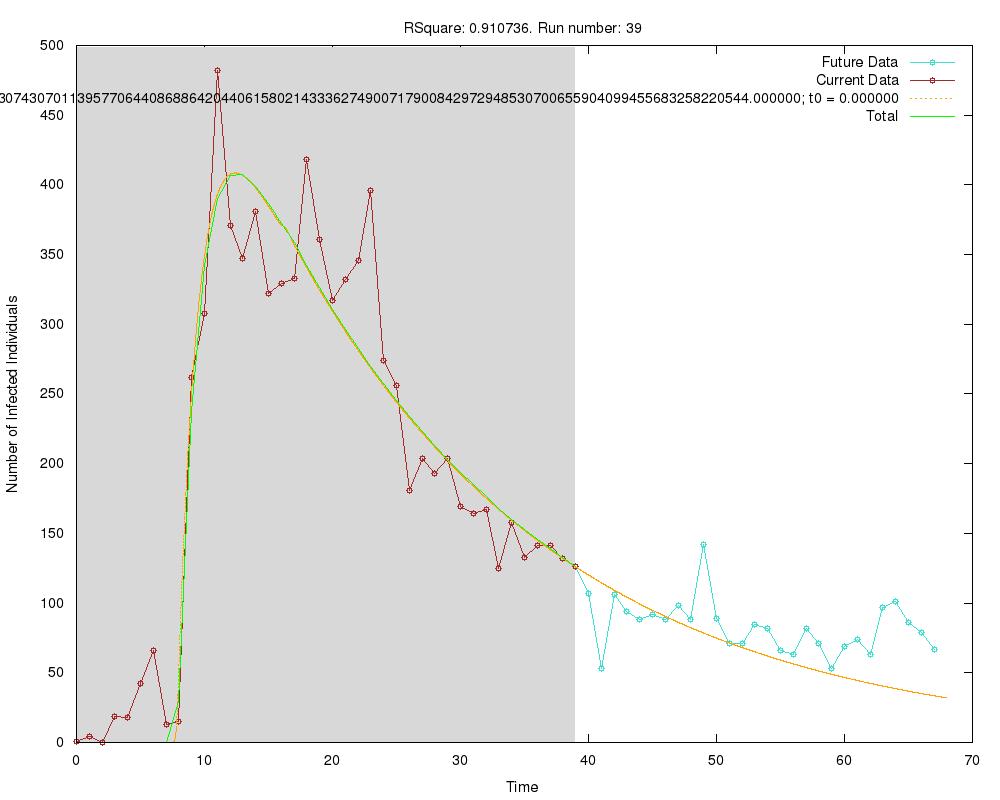 RSquare: 0.910736. Run number: 39
500
450
400
350
300
250
200
150
100
50
0
Number of Infected Individuals
Future Data
Current Data
3074307011395770644086886420440615802143336274900717900842972948530700655904099455683258220544.000000; t0 = 0.000000
Total
0 10 20 30 40 50 60 70
Time